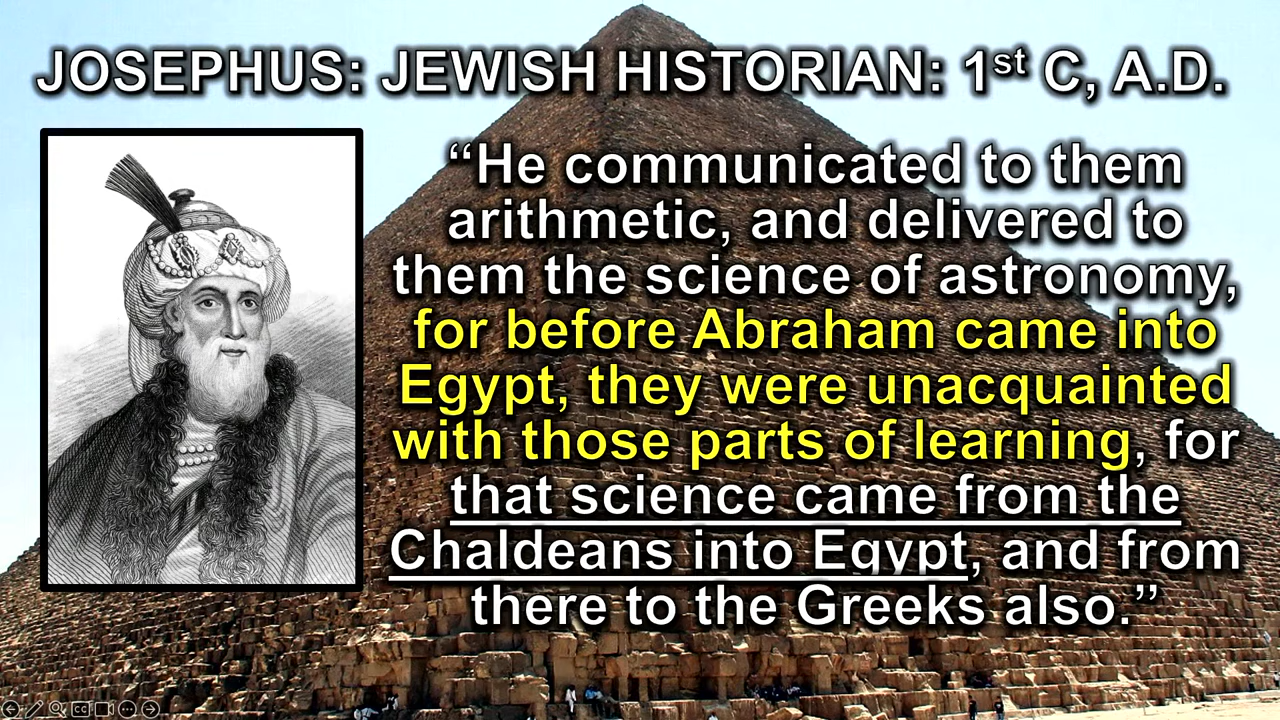 JOSEPHUS: JEWISH HISTORIAN: 1st C, A.D.
“He communicated to them
arithmetic, and delivered to
them the science of astronomy,
for before Abraham came into
Egypt, they were unacquainted
with those parts of learning, for
that science came from the
Chaldeans into Egypt, and from
there to the Greeks also.”
CC